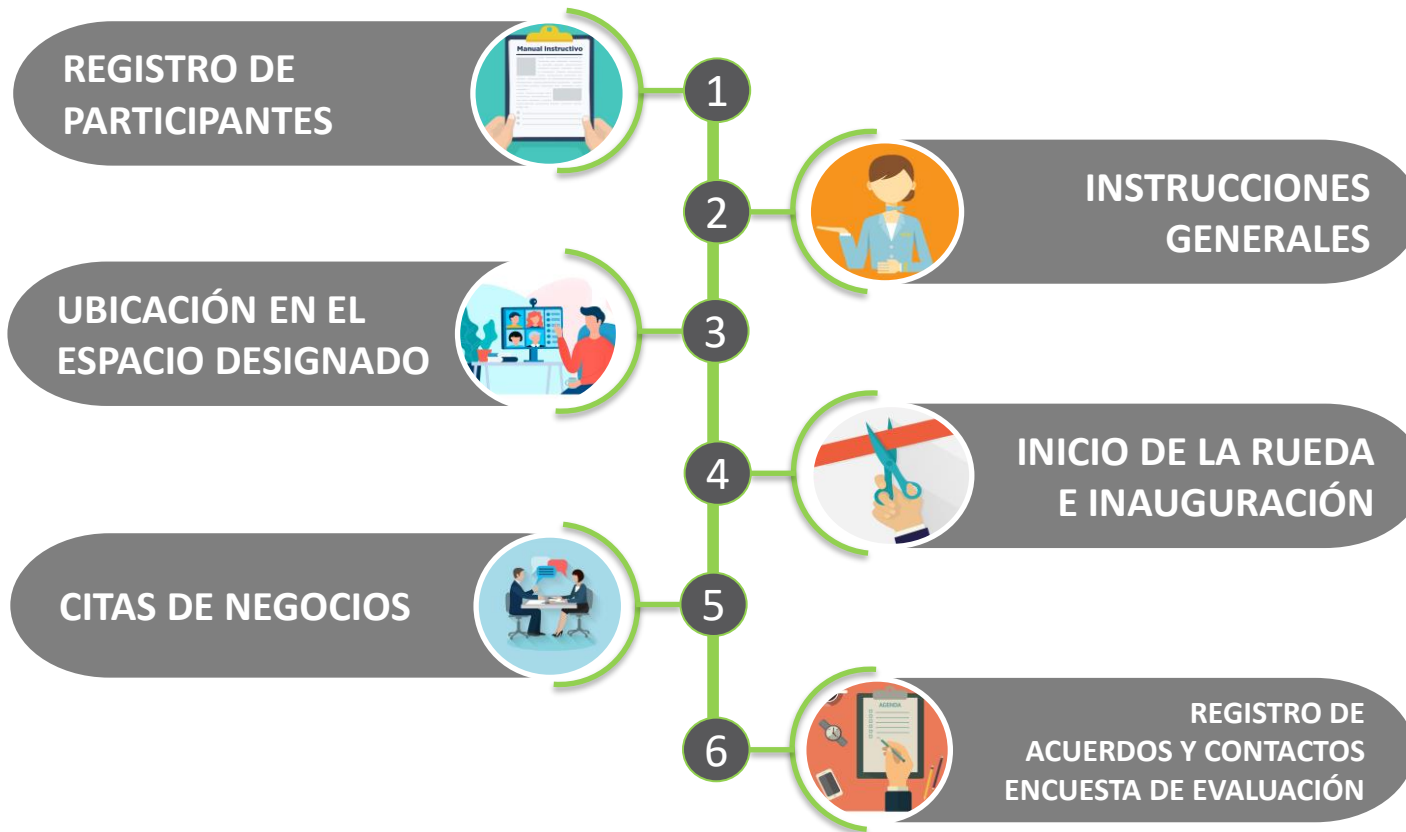 Manual Instructivo
REGISTRO DE
PARTICIPANTES
1
2
INSTRUCCIONES
GENERALES
UBICACIÓN EN EL
ESPACIO DESIGNADO
3
4
INICIO DE LA RUEDA
E INAUGURACIÓN
CITAS DE NEGOCIOS
5
6
AGENDA
REGISTRO DE
ACUERDOS Y CONTACTOS
ENCUESTA DE EVALUACIÓN